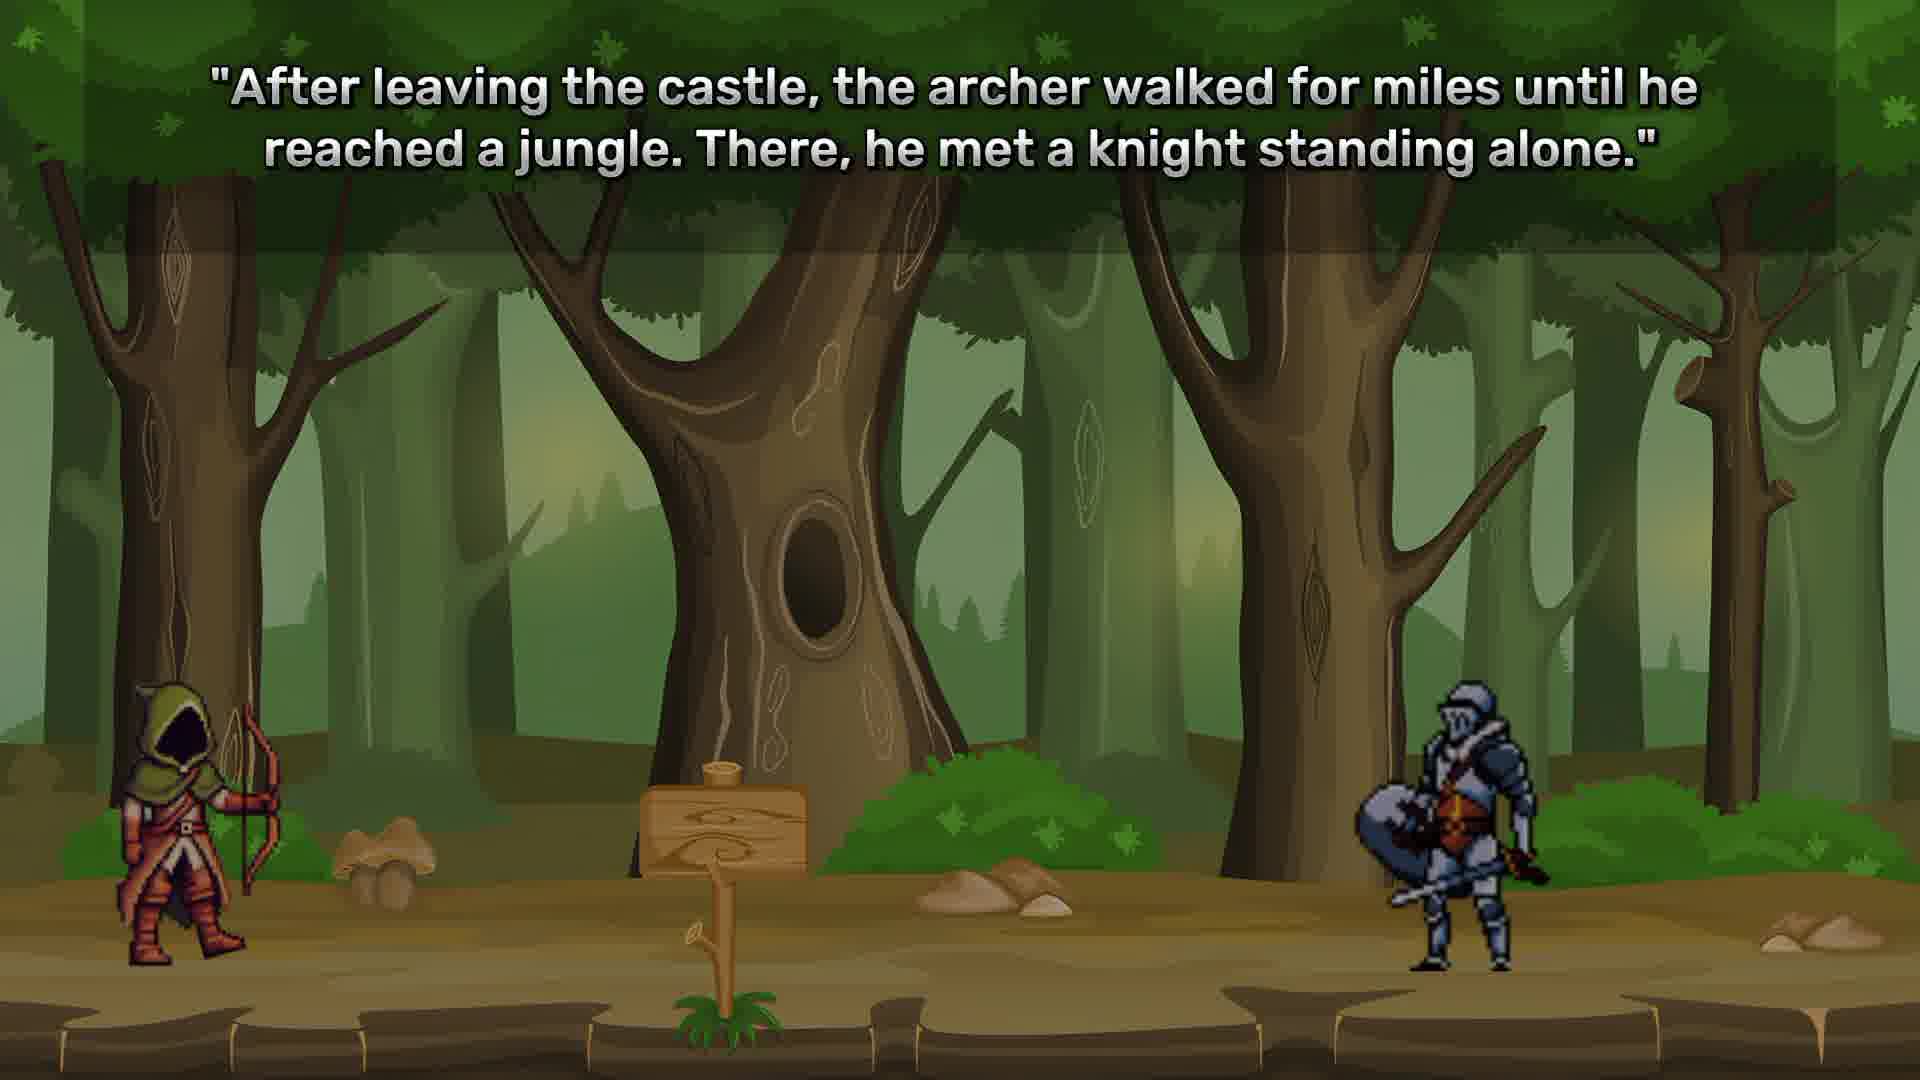 "After leaving the castle, the archer walked for miles until he
reached a jungle. There, he met a knight standing alone."